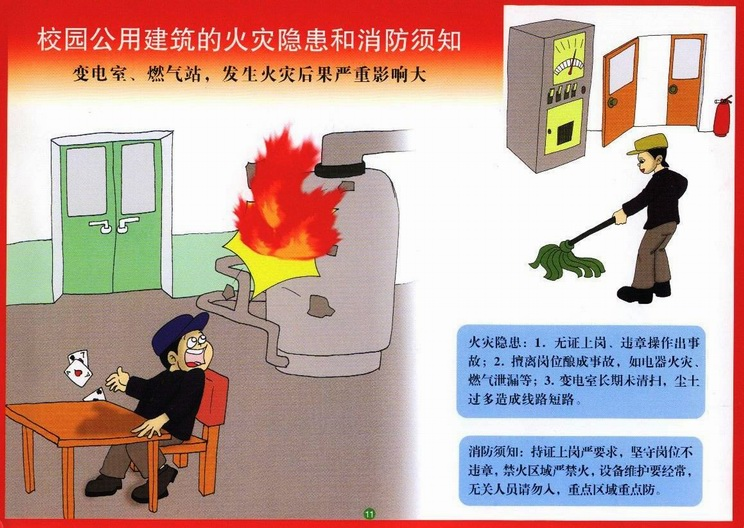 校园公用建筑的火灾隐患和消防须知
变电室、燃气站，发生火灾后果严重影响大
火灾隐患：1．无证上岗、违章操作出事
故；2．擅离岗位酿成事故，如电器火灾、
燃气泄漏等；3．变电室长期未清扫，尘土
过多造成线路短路。
消防须知：持证上岗严要求，坚守岗位不
违章，禁火区域严禁火，设备维护要经常，
无关人员请勿入，重点区域重点防。
11